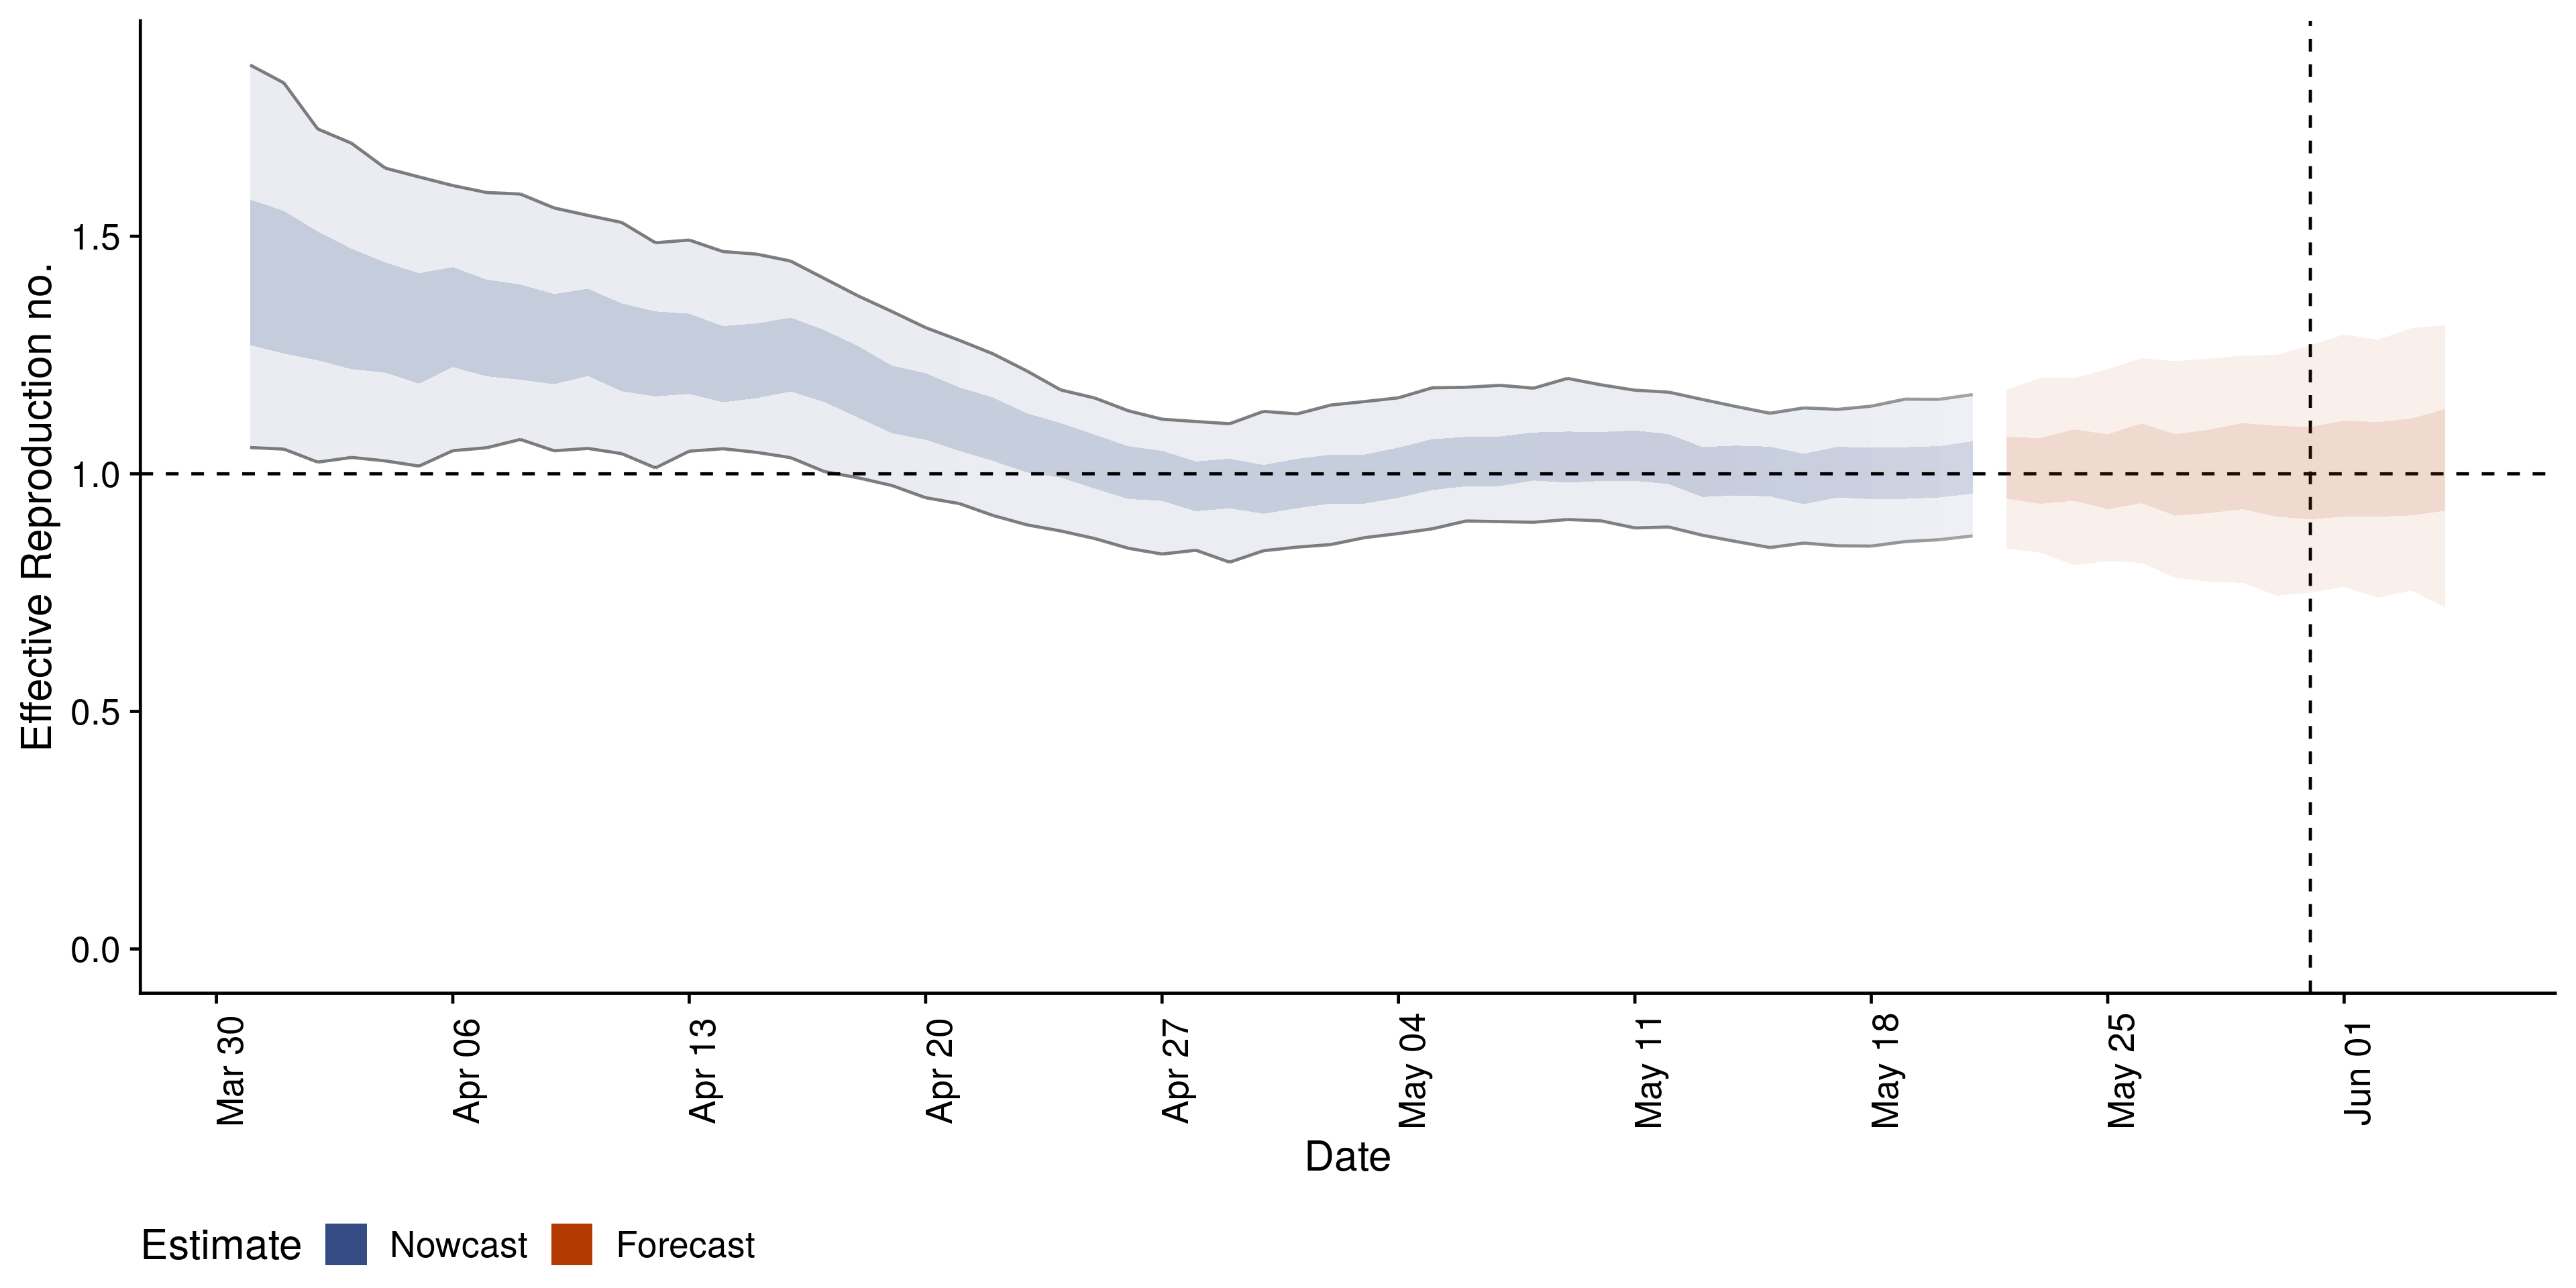 Effective Reproduction no.
1.5
1.0
0.5
0.0
Mar 30
Apr 06
Apr 13
Apr 20
Apr 27
May 04
May 11
May 18
May 25
Jun 01
Date
Estimate Nowcast Forecast